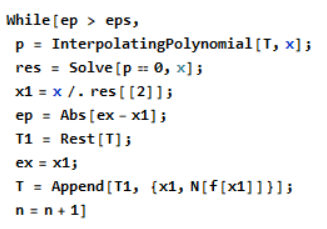 While[ep > eps,
p = InterpolatingPolynomial[T, x];
res = Solve[p == 0, x];
x1 = x /. res[[2]];
ep = Abs[ex - x1];
T1 = Rest[T];
ex = x1;
T = Append[T1, {x1, N[f[x1]]}];
n = n + 1]